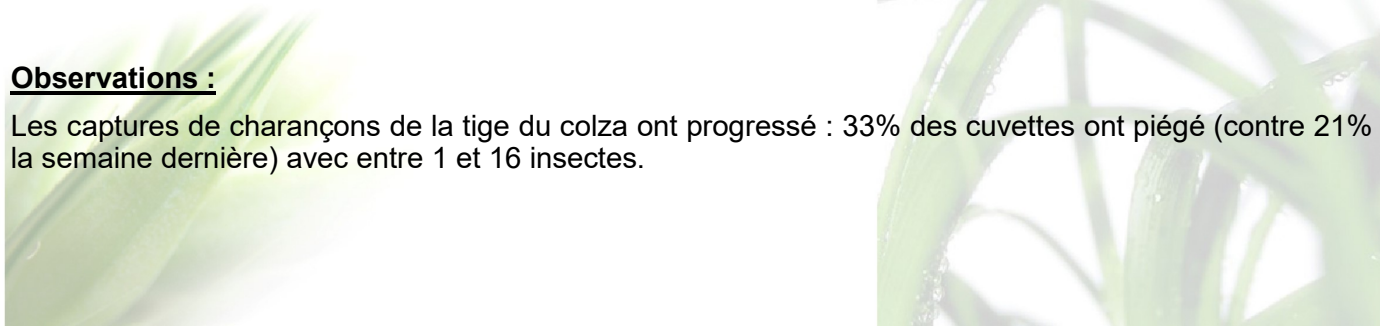 Observations :
Les captures de charançons de la tige du colza ont progressé : 33% des cuvettes ont piégé (contre 21%
la semaine dernière) avec entre 1 et 16 insectes.